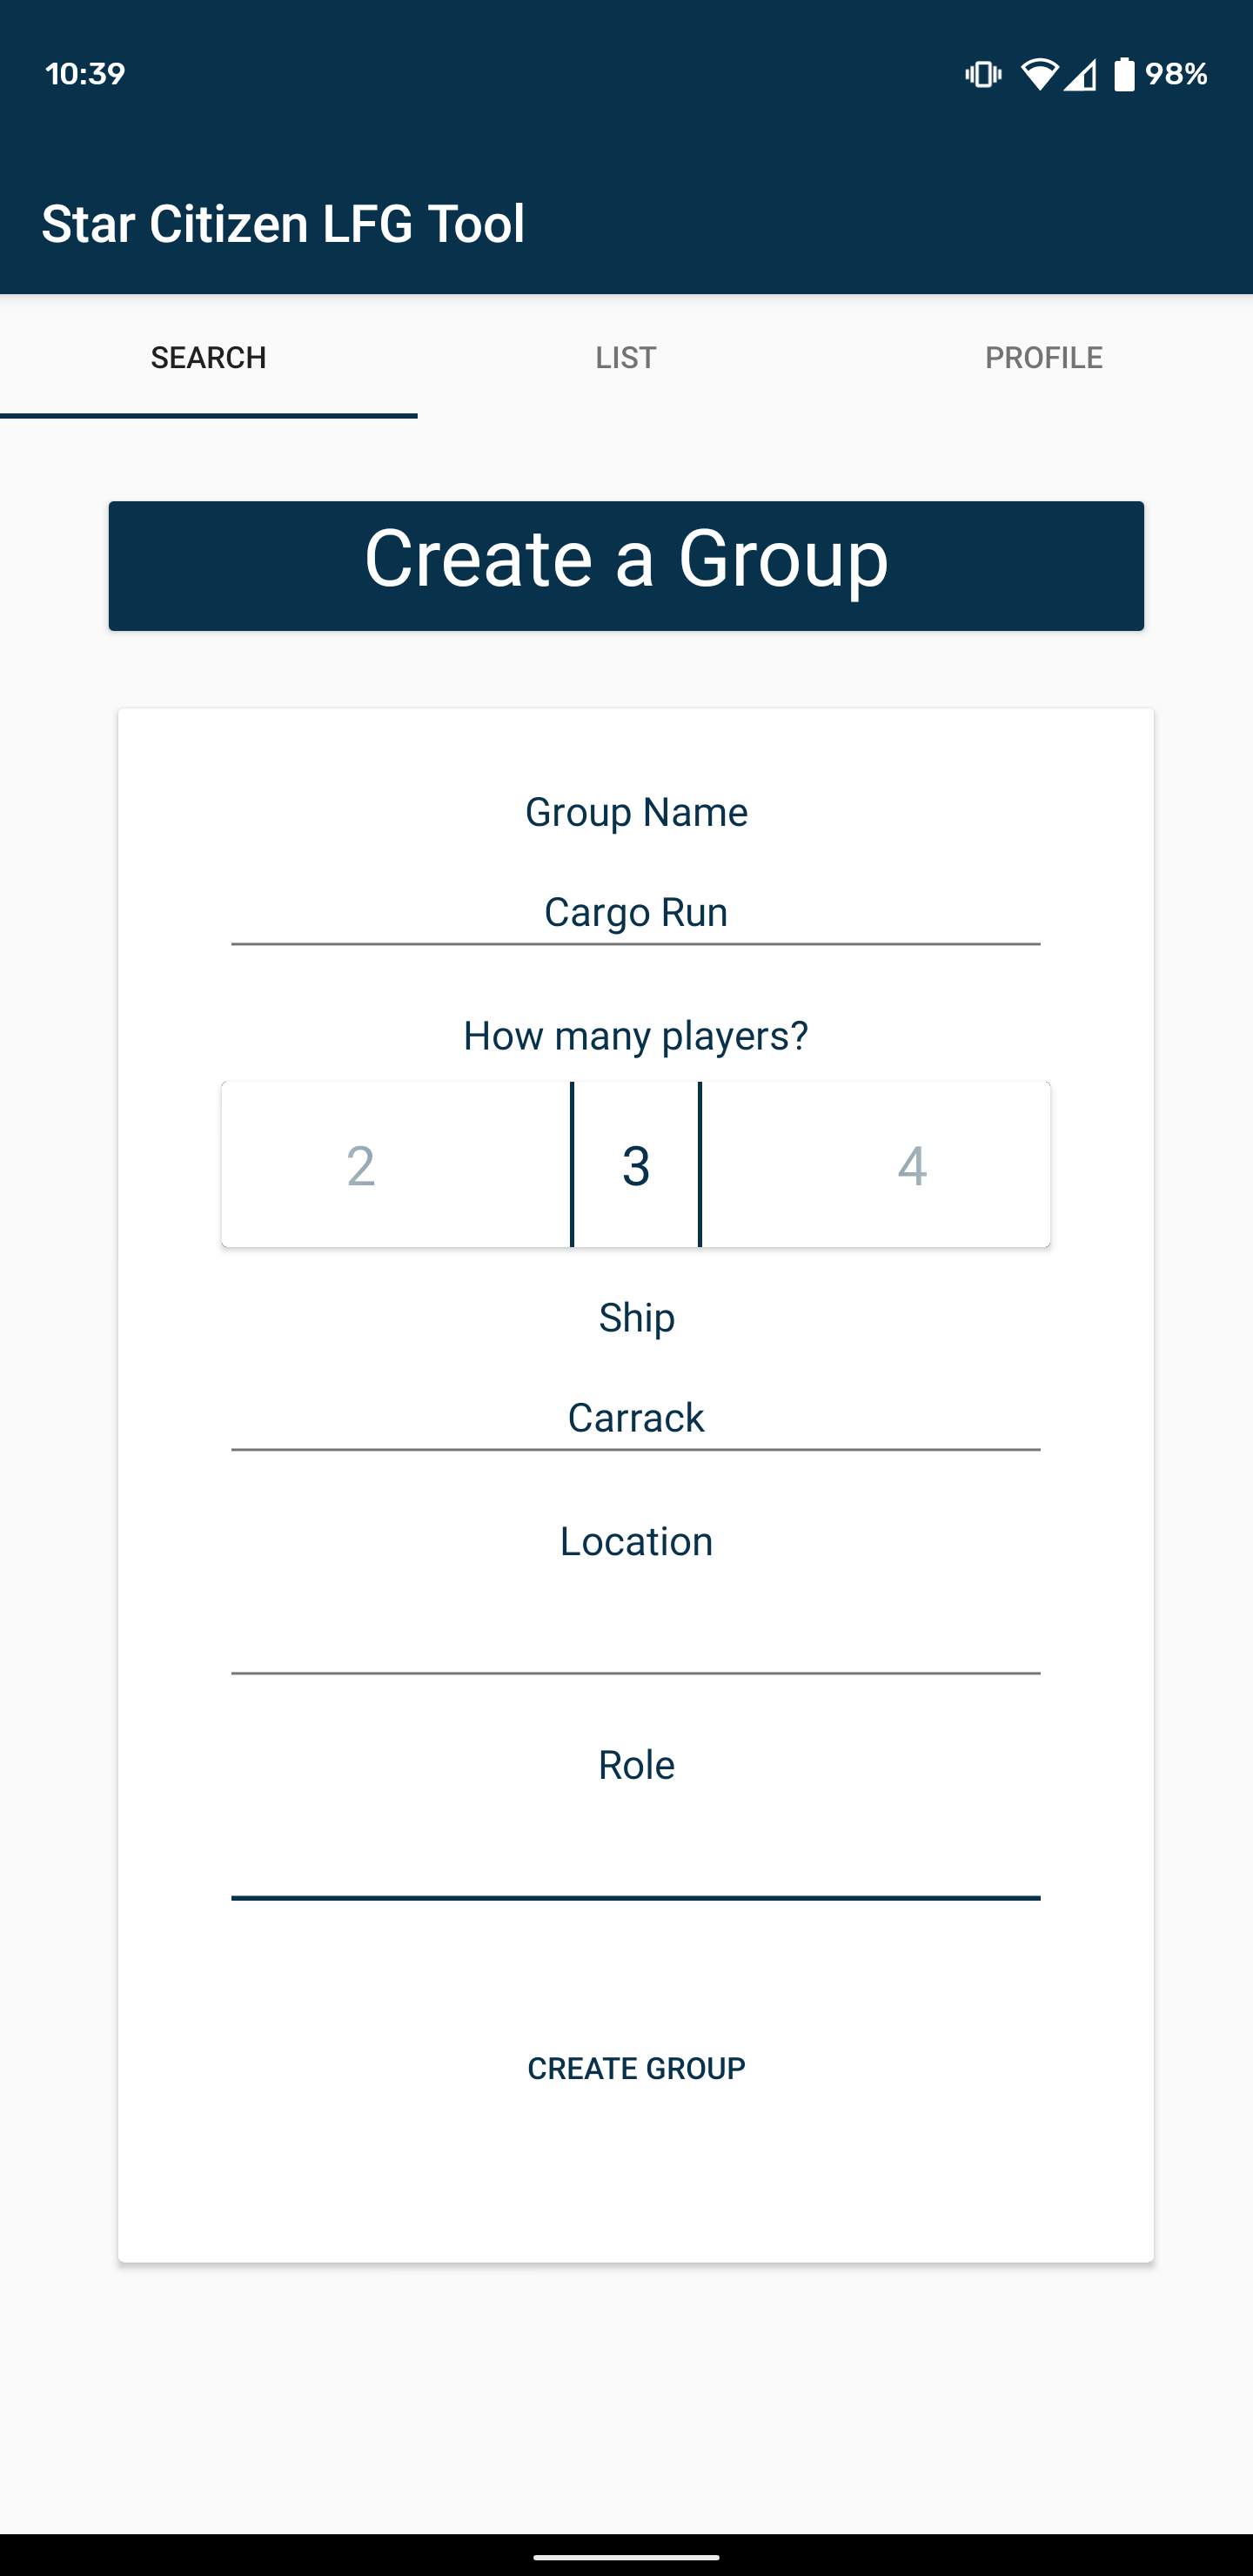 10:39 98%
Star Citizen LFG Tool
SEARCH LIST PROFILE
Create a Group
Group Name
Cargo Run
How many players?
2 3 4
Ship
Carrack
Location
Role
CREATE GROUP